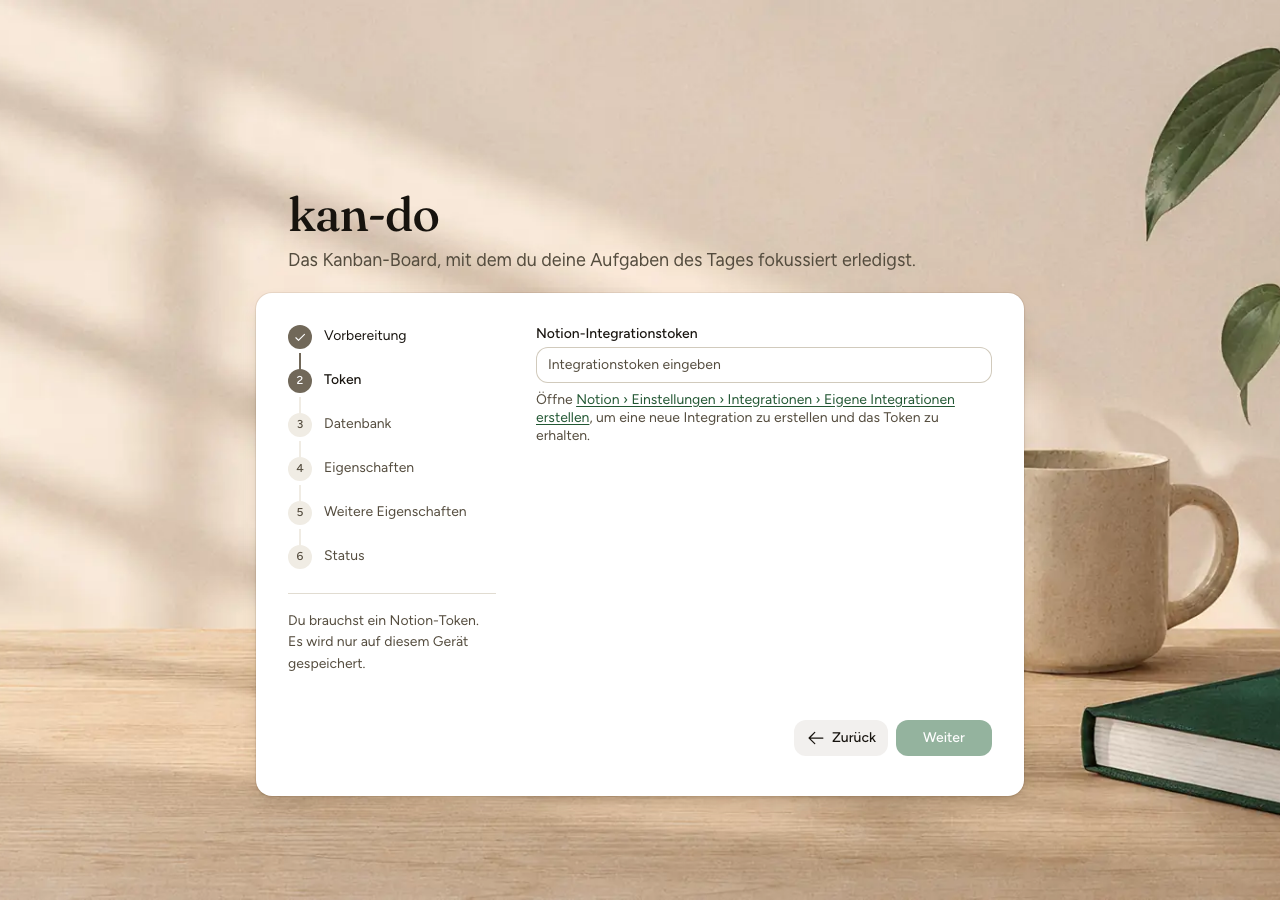 kan-do
Das Kanban-Board, mit dem du deine Aufgaben des Tages fokussiert erledigst.
Vorbereitung
2 Token
3 Datenbank
4 Eigenschaften
5 Weitere Eigenschaften
6 Status
Du brauchst ein Notion-Token.
Es wird nur auf diesem Gerät
gespeichert.
Notion-Integrationstoken
Integrationstoken eingeben
Öffne Notion › Einstellungen › Integrationen › Eigene Integrationen
erstellen, um eine neue Integration zu erstellen und das Token zu
erhalten.
Zurück
Weiter